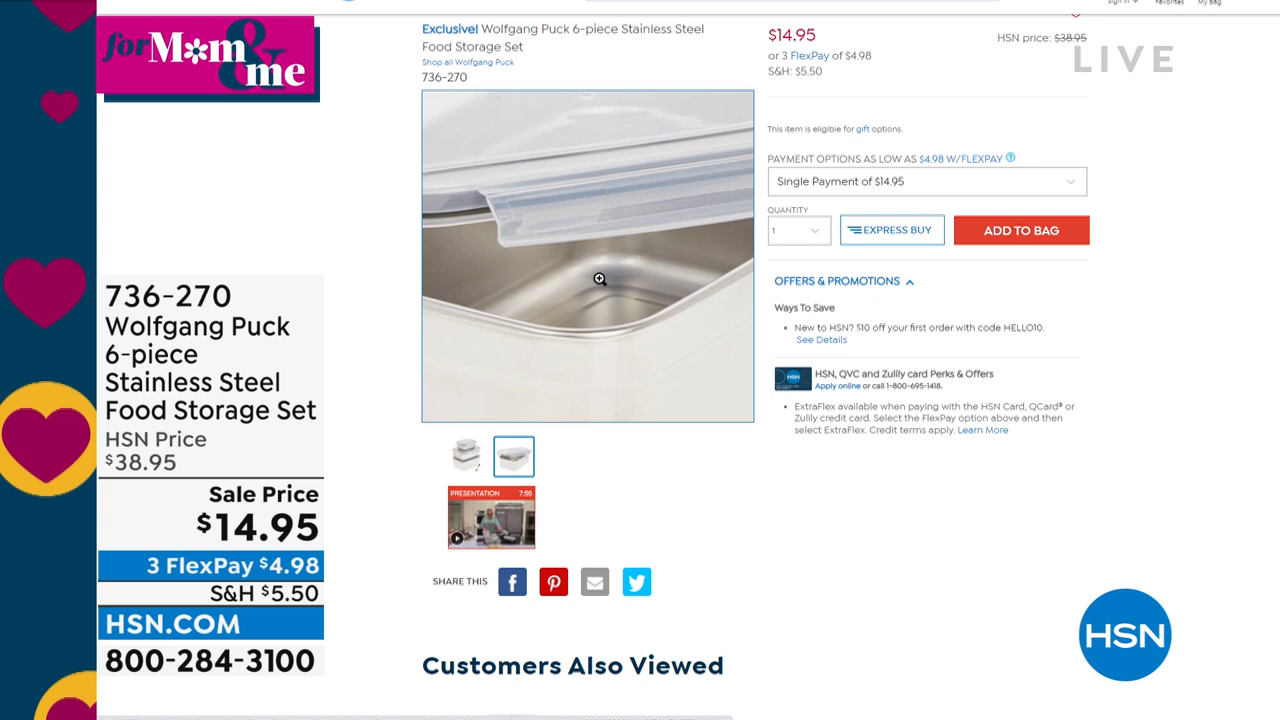 Sign in
Favorites
My Bag
for Mom
&
me
Exclusive! Wolfgang Puck 6-piece Stainless Steel
Food Storage Set
Shop all Wolfgang Puck
736-270
$14.95
HSN price: $38.95
or 3 FlexPay of $4.98
S&H: $5.50
LIVE
This item is eligible for gift options.
PAYMENT OPTIONS AS LOW AS $4.98 W/FLEXPAY ?
Single Payment of $14.95
QUANTITY
1
EXPRESS BUY
ADD TO BAG
OFFERS & PROMOTIONS
Ways To Save
• New to HSN? $10 off your first order with code HELLO10.
See Details
HSN
HSN, QVC and Zulily card Perks & Offers
Apply online or call 1-800-695-1418.
• ExtraFlex available when paying with the HSN Card, QCard® or
Zulily credit card. Select the FlexPay option above and then
select ExtraFlex. Credit terms apply. Learn More
736-270
Wolfgang Puck
6-piece
Stainless Steel
Food Storage Set
HSN Price
$38.95
Sale Price
$14.95
3 FlexPay $4.98
S&H $5.50
HSN.COM
800-284-3100
PRESENTATION 7:56
SHARE THIS
HSN
Customers Also Viewed